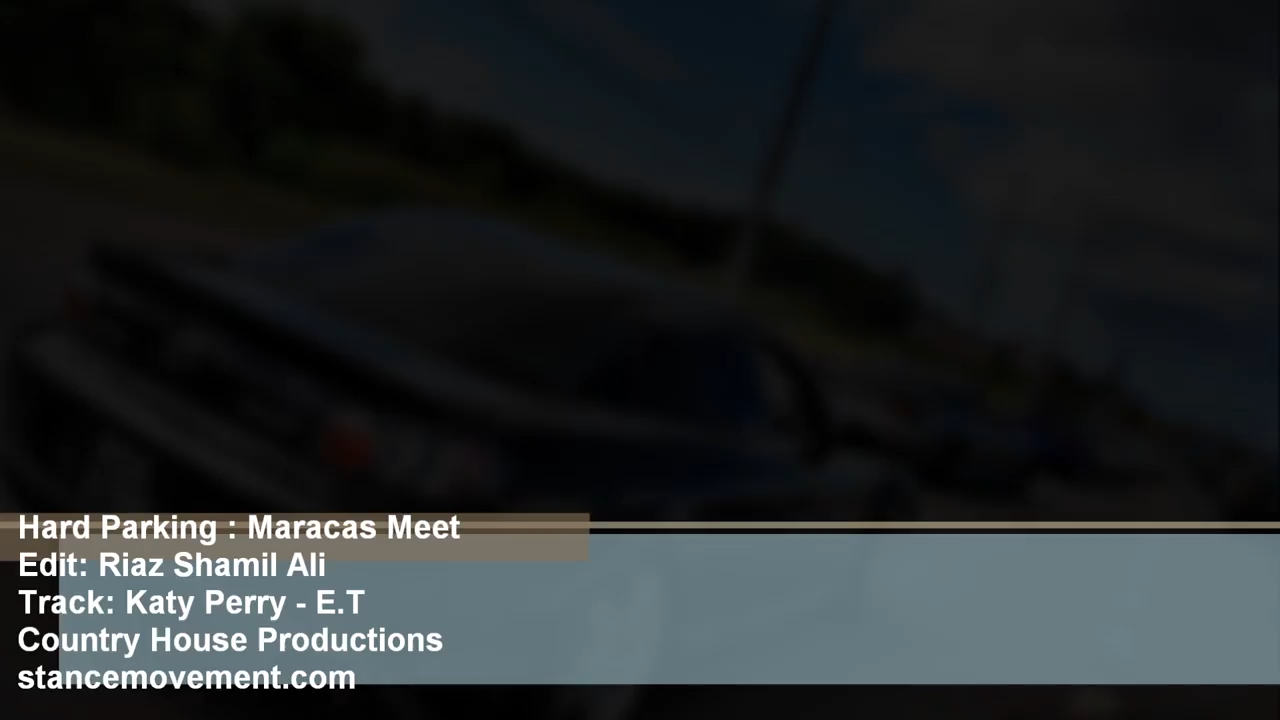 Hard Parking : Maracas Meet
Edit: Riaz Shamil Ali
Track: Katy Perry - E.T
Country House Productions
stancemovement.com